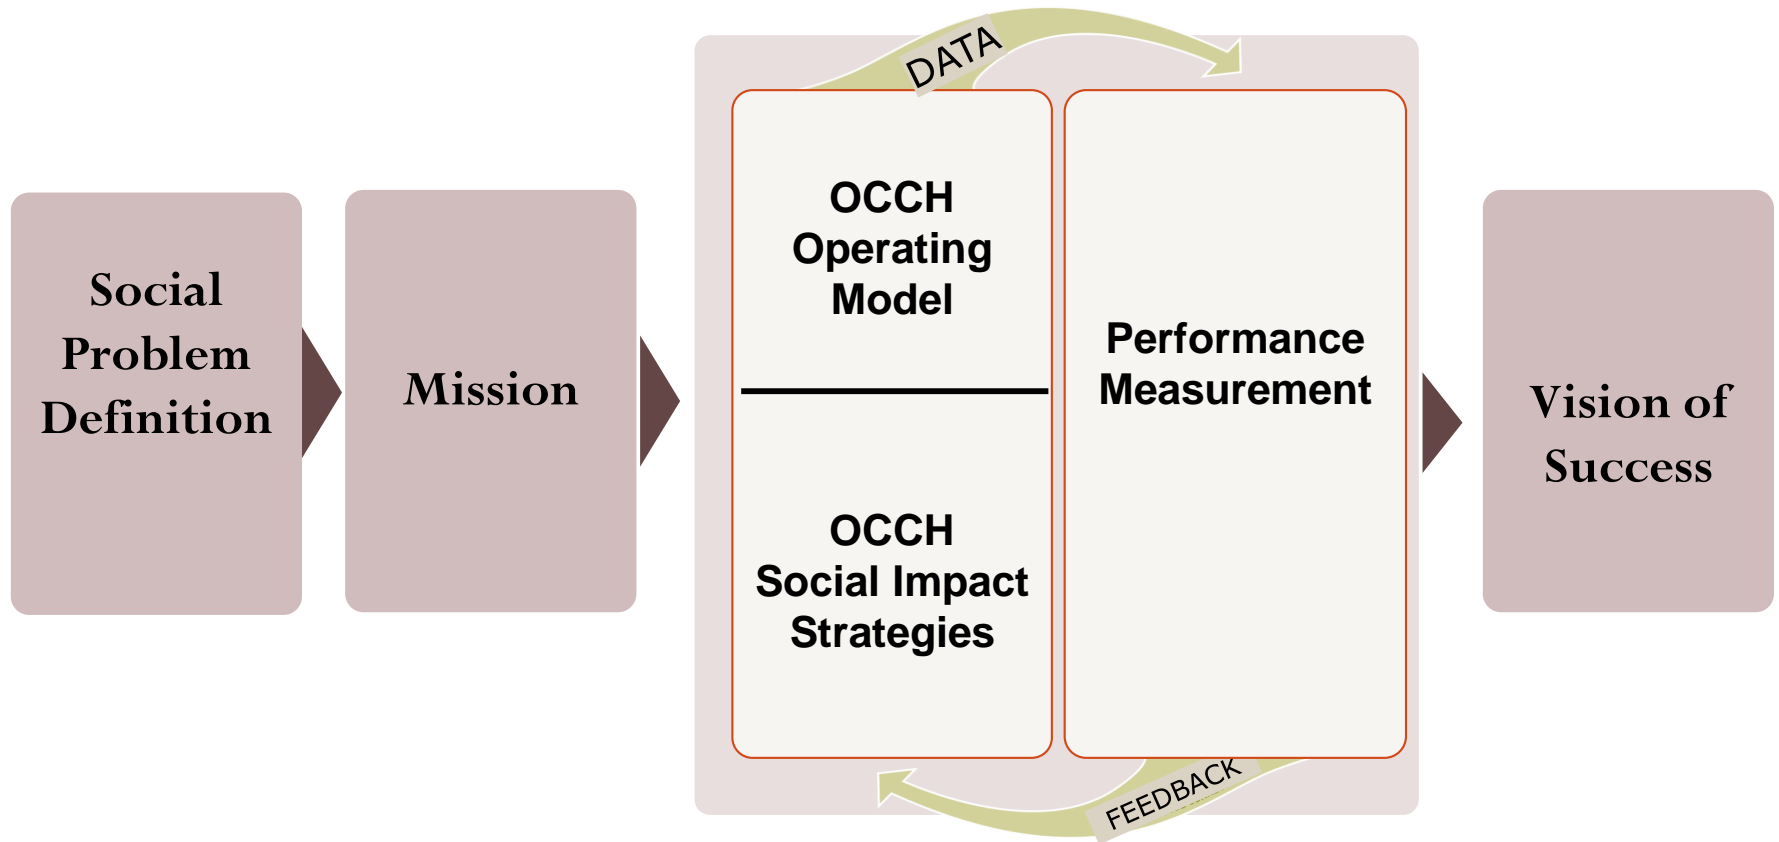 Social
Problem
Definition
Mission
DATA
OCCH
Operating
Model
OCCH
Social Impact
Strategies
Performance
Measurement
FEEDBACK
Vision of
Success